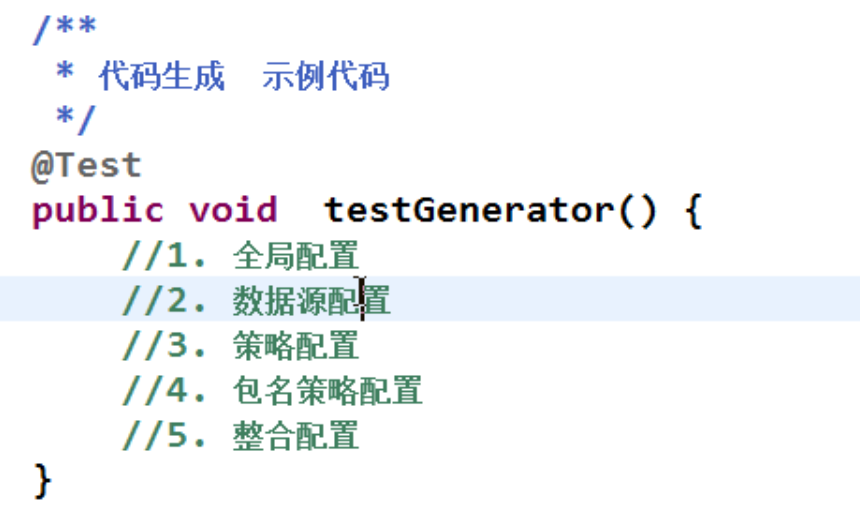 /**
 * 代码生成  示例代码
 */
@Test
public void  testGenerator() {
    //1. 全局配置
    //2. 数据源配置
    //3. 策略配置
    //4. 包名策略配置
    //5. 整合配置
}